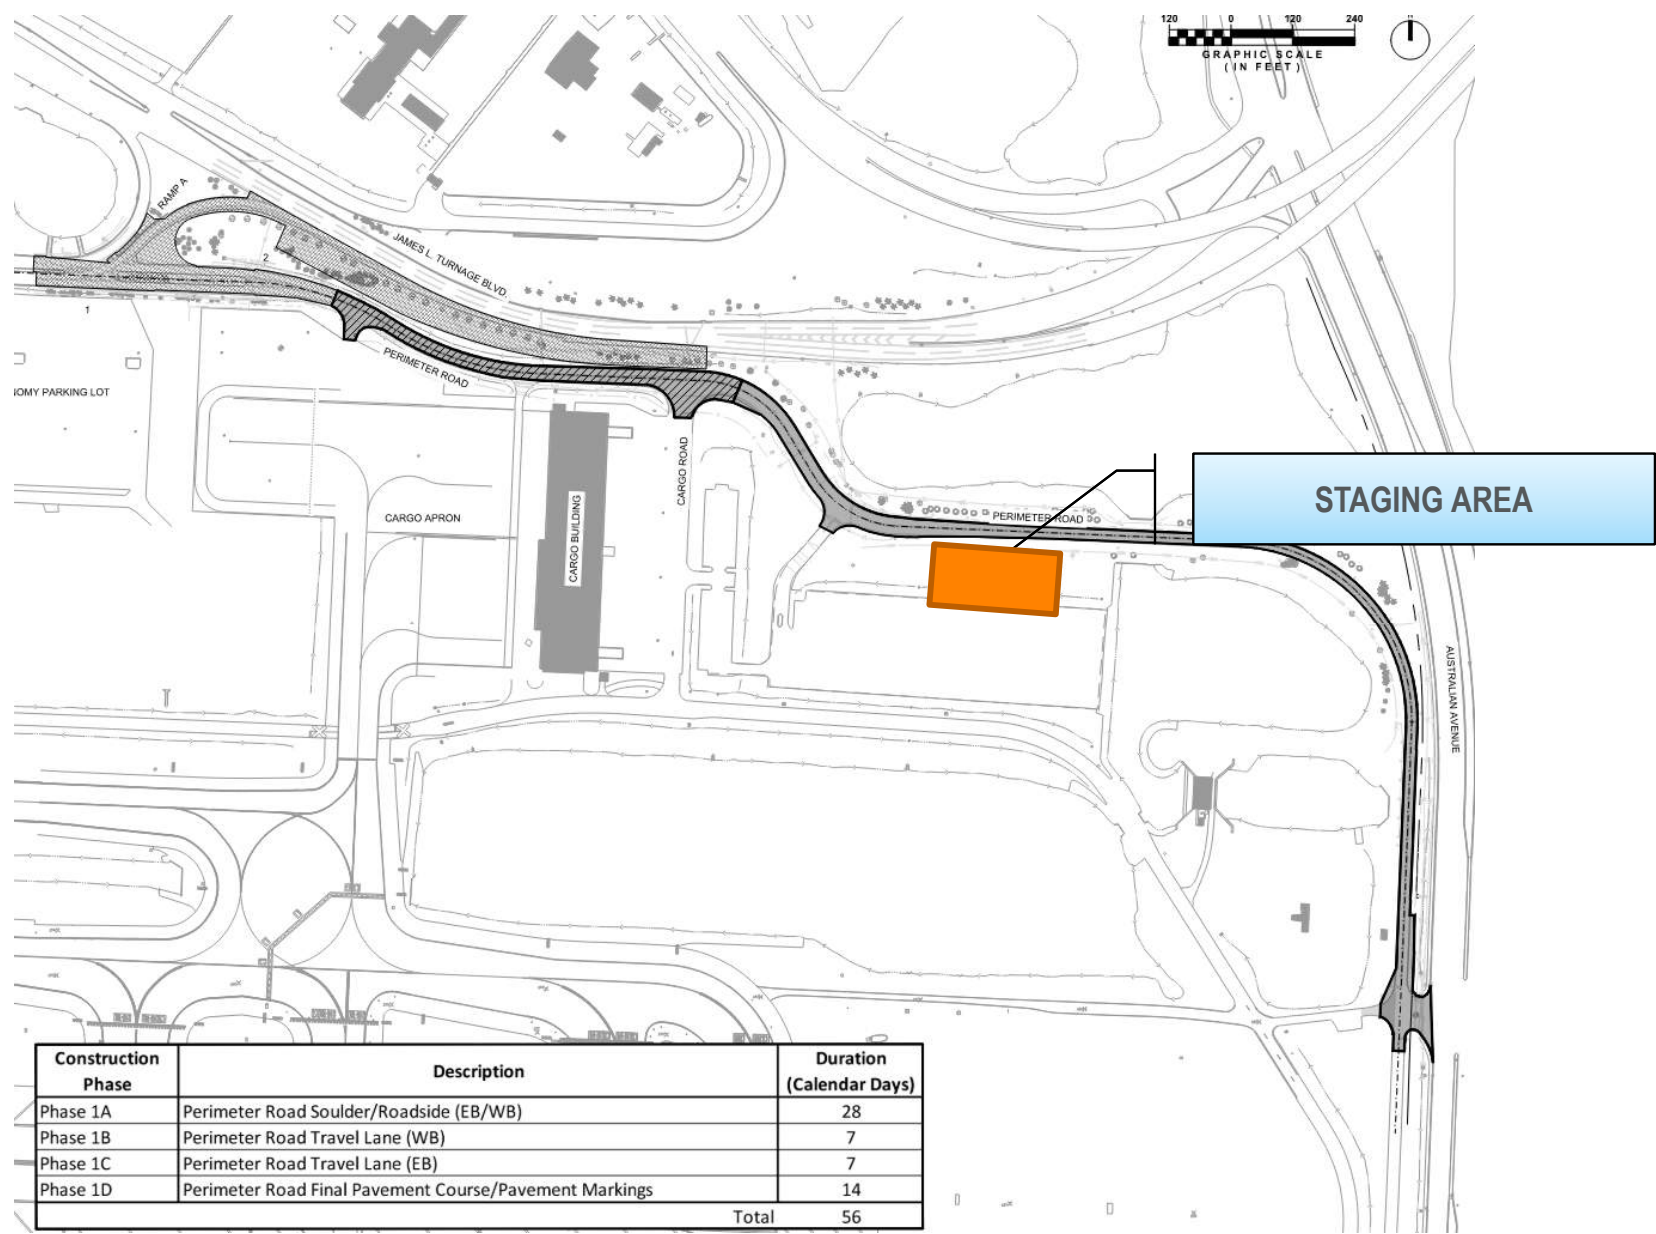 120 0 120 240
GRAPHIC SCALE
( IN FEET )
RAMP A
JAMES L. TURNAGE BLVD.
2
1
PERIMETER ROAD
NOMY PARKING LOT
CARGO ROAD
CARGO APRON
CARGO BUILDING
PERIMETER ROAD
STAGING AREA
AUSTRALIAN AVENUE
Construction Phase Description Duration (Calendar Days)
Phase 1A Perimeter Road Soulder/Roadside (EB/WB) 28
Phase 1B Perimeter Road Travel Lane (WB) 7
Phase 1C Perimeter Road Travel Lane (EB) 7
Phase 1D Perimeter Road Final Pavement Course/Pavement Markings 14
Total 56